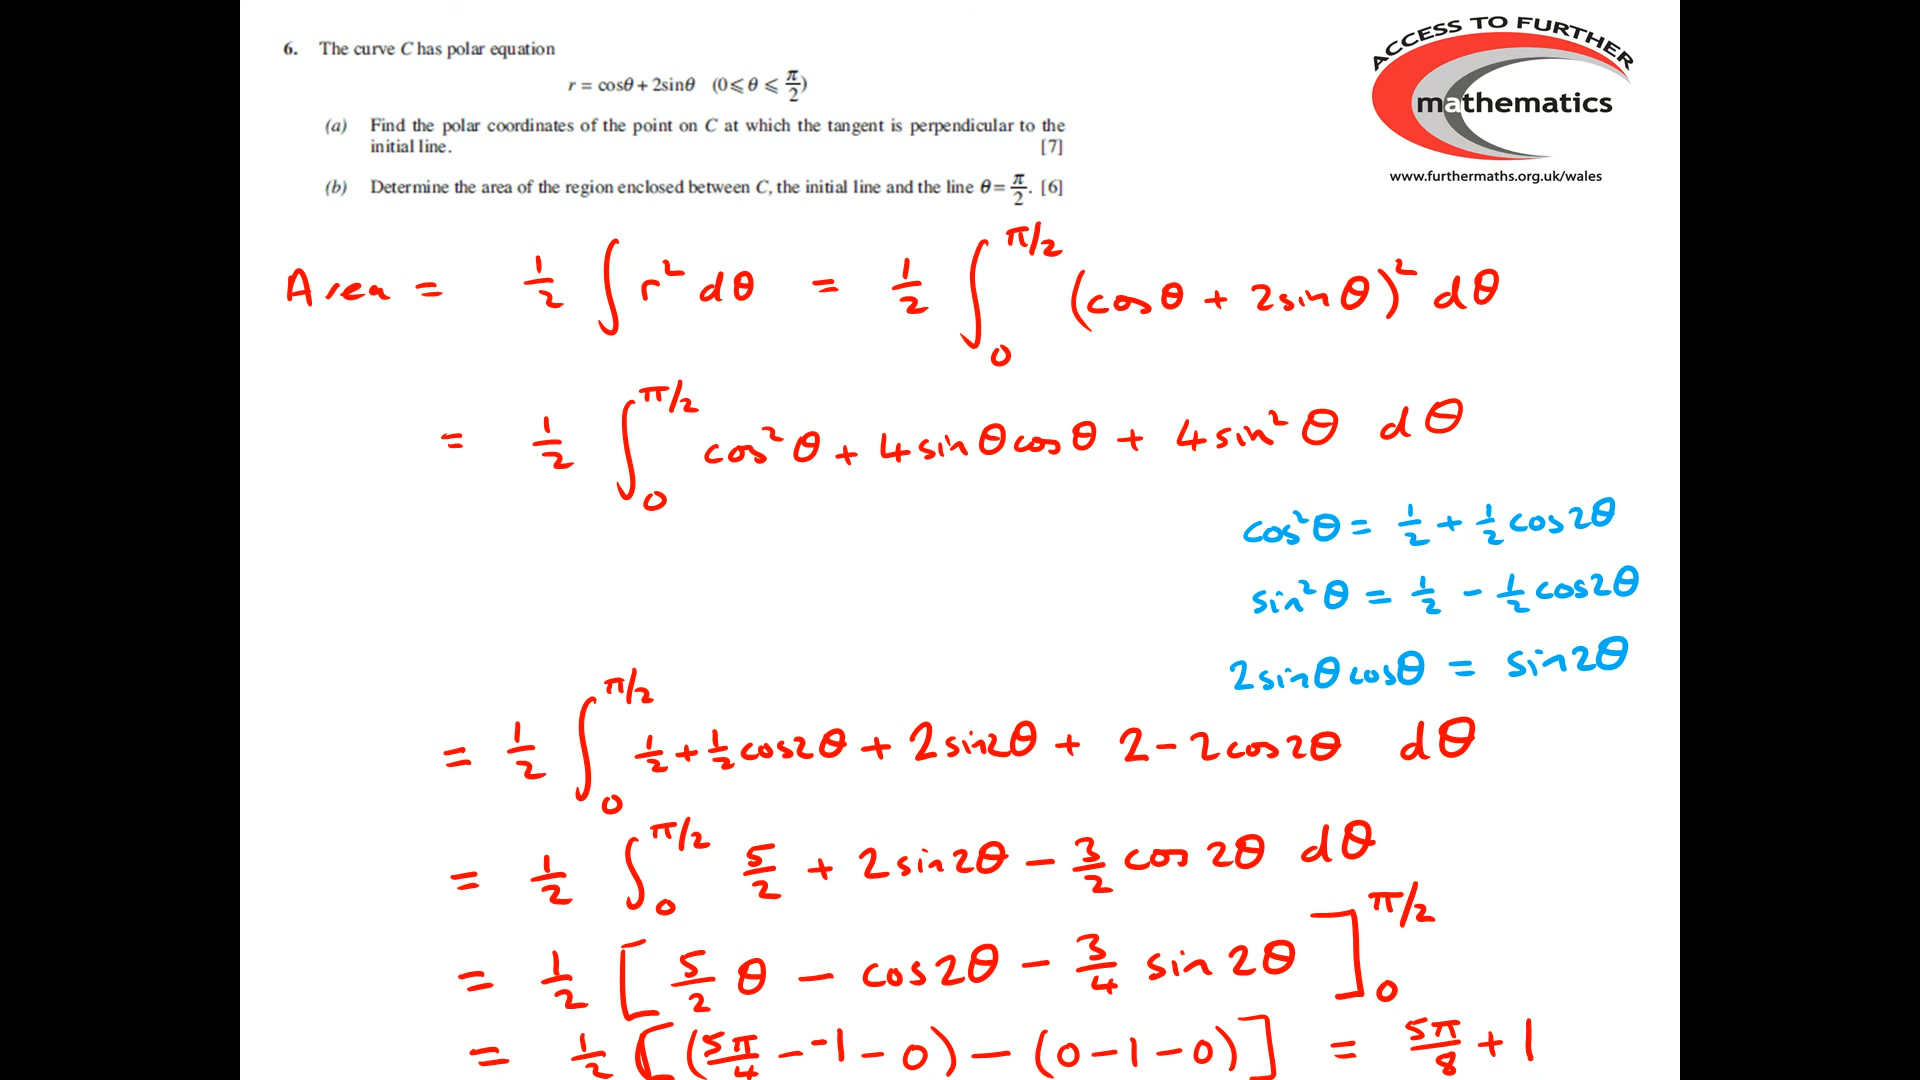 ACCESS TO FURTHER
mathematics
www.furthermaths.org.uk/wales
6. The curve C has polar equation
r = cosθ + 2sinθ (0 ⩽ θ ⩽ π/2)
(a) Find the polar coordinates of the point on C at which the tangent is perpendicular to the
initial line. [7]
(b) Determine the area of the region enclosed between C, the initial line and the line θ = π/2. [6]
Area = 1/2 ∫ r² dθ = 1/2 ∫₀^π/2 (cosθ + 2sinθ)² dθ
= 1/2 ∫₀^π/2 cos²θ + 4sinθcosθ + 4sin²θ dθ
cos²θ = 1/2 + 1/2 cos2θ
sin²θ = 1/2 - 1/2 cos2θ
2sinθcosθ = sin2θ
= 1/2 ∫₀^π/2 1/2 + 1/2 cos2θ + 2sin2θ + 2 - 2cos2θ dθ
= 1/2 ∫₀^π/2 5/2 + 2sin2θ - 3/2 cos2θ dθ
= 1/2 [5/2 θ - cos2θ - 3/4 sin2θ]₀^π/2
= 1/2 [(5π/4 - -1 - 0) - (0 - 1 - 0)] = 5π/8 + 1